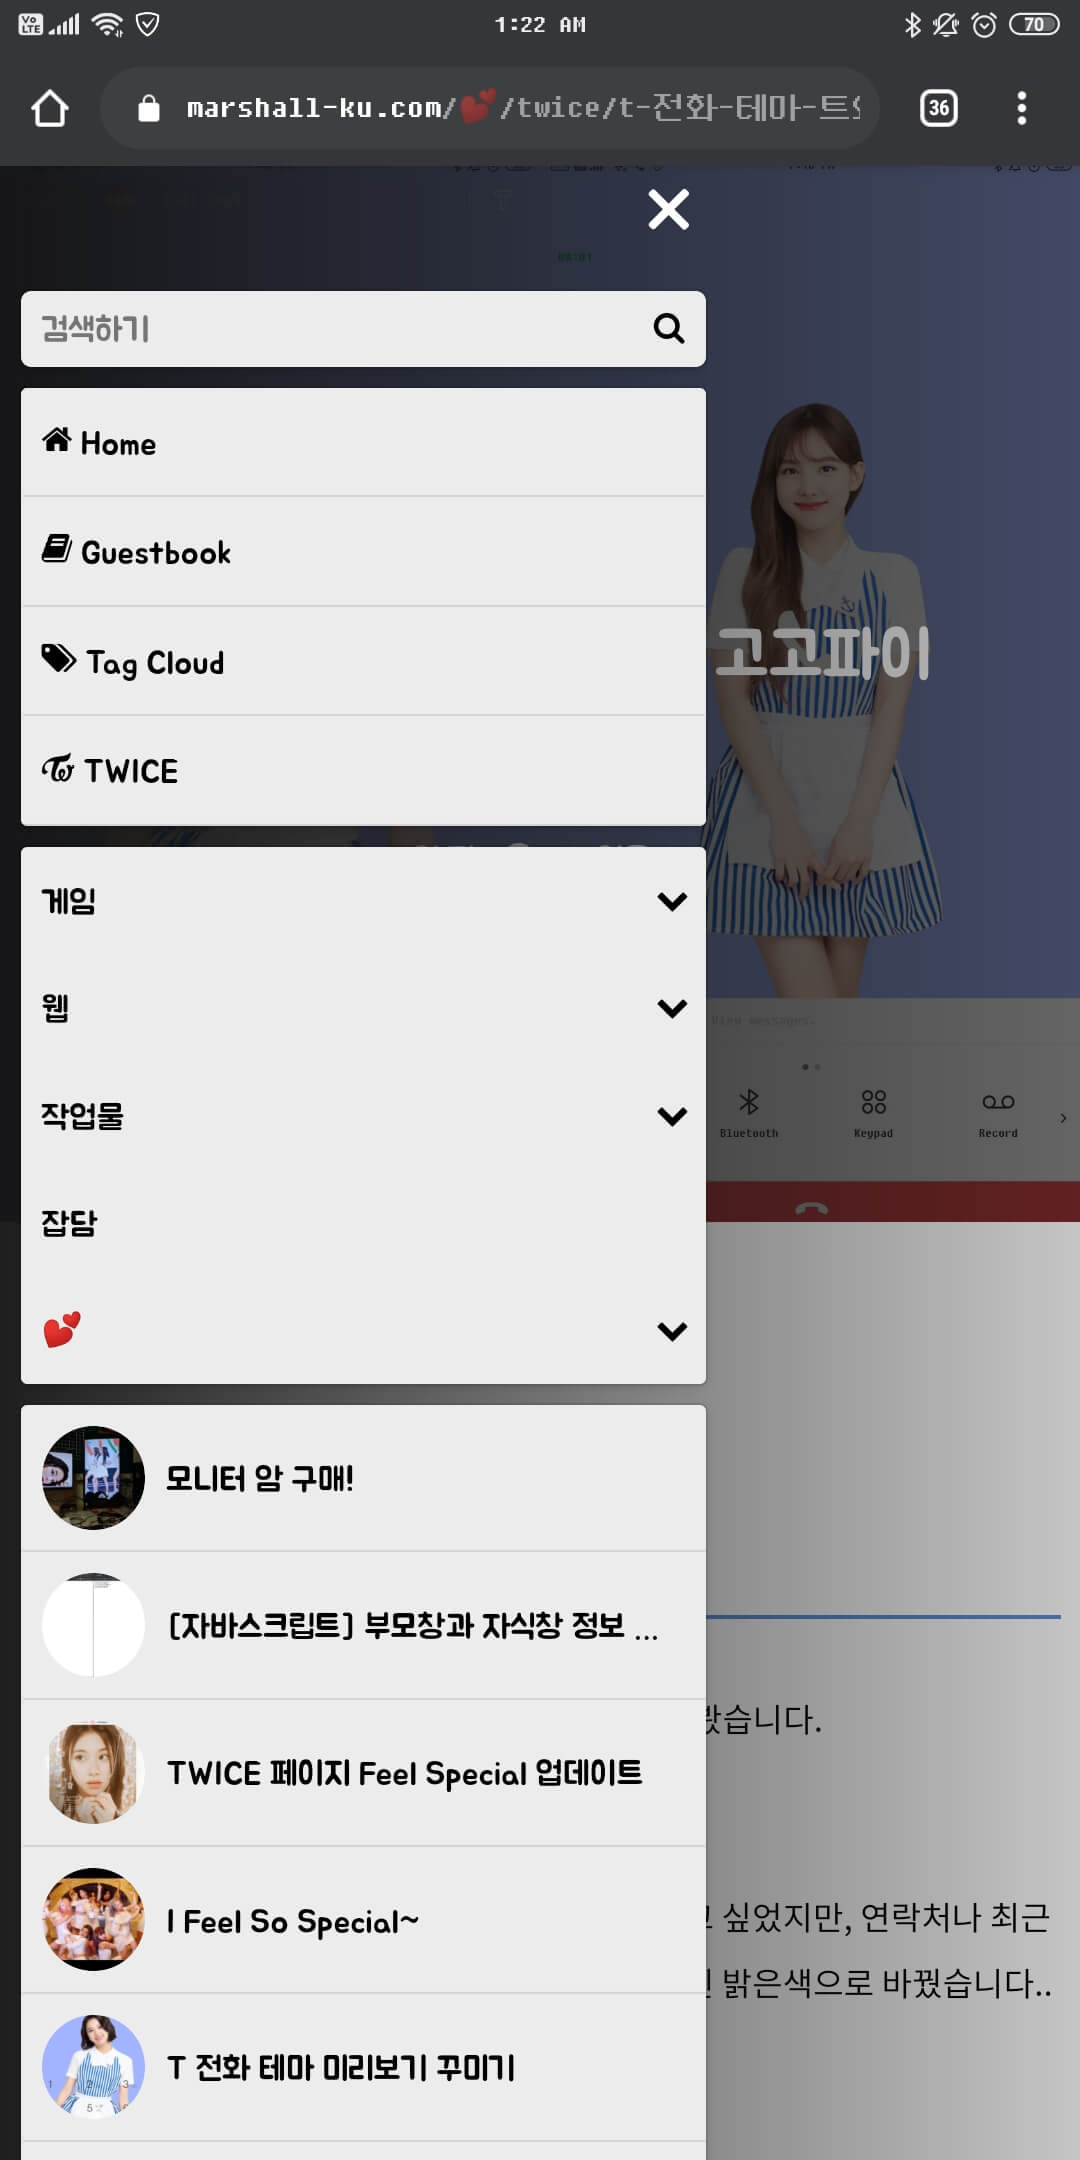 Vo
LTE
1:22 AM
70
marshall-ku.com/💕/twice/t-전화-테마-트
36
검색하기
Home
Guestbook
Tag Cloud
TWICE
고고파이
게임
웹
작업물
잡담
💕
View messages.
Bluetooth
Keypad
Record
모니터 암 구매!
[자바스크립트] 부모창과 자식창 정보 ...
TWICE 페이지 Feel Special 업데이트
I Feel So Special~
T 전화 테마 미리보기 꾸미기
봤습니다.
싶었지만, 연락처나 최근
밝은색으로 바꿨습니다..